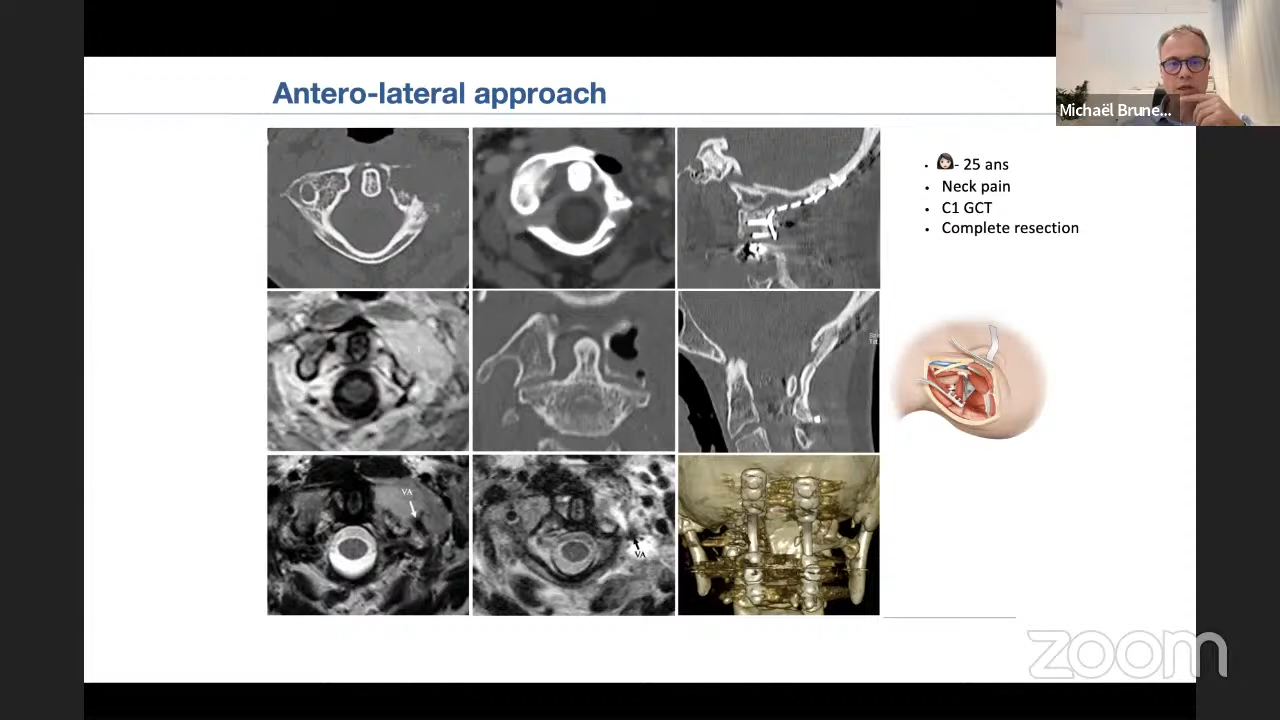 Antero-lateral approach
Michaël Brune...
• 👩🏻- 25 ans
• Neck pain
• C1 GCT
• Complete resection
VA
VA
zoom